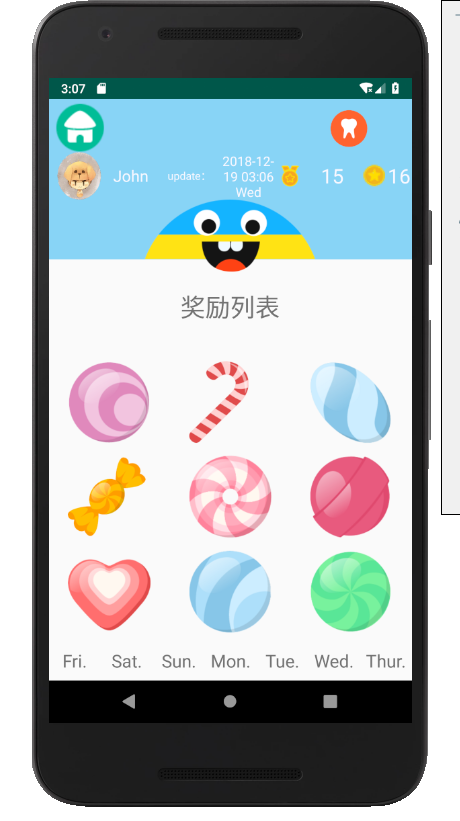 3:07
2018-12-
John update: 19 03:06 15 16
Wed
奖励列表
Fri. Sat. Sun. Mon. Tue. Wed. Thur.